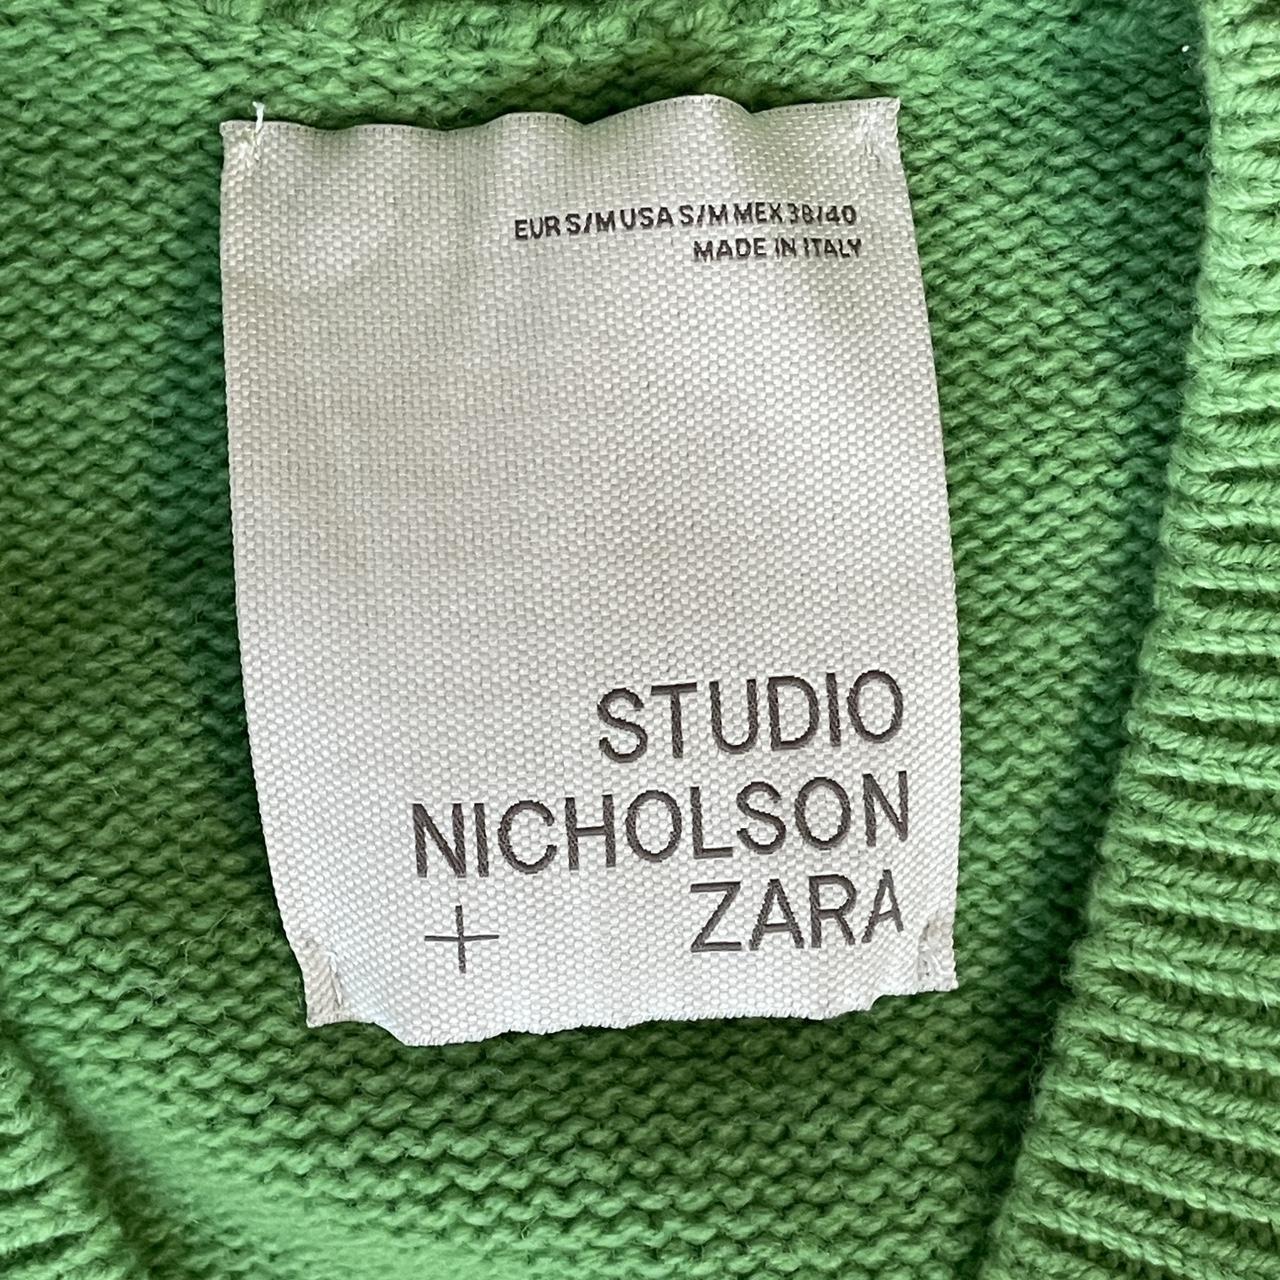 EUR S/M USA S/M MEX 38/40
MADE IN ITALY
STUDIO
NICHOLSON
+ ZARA